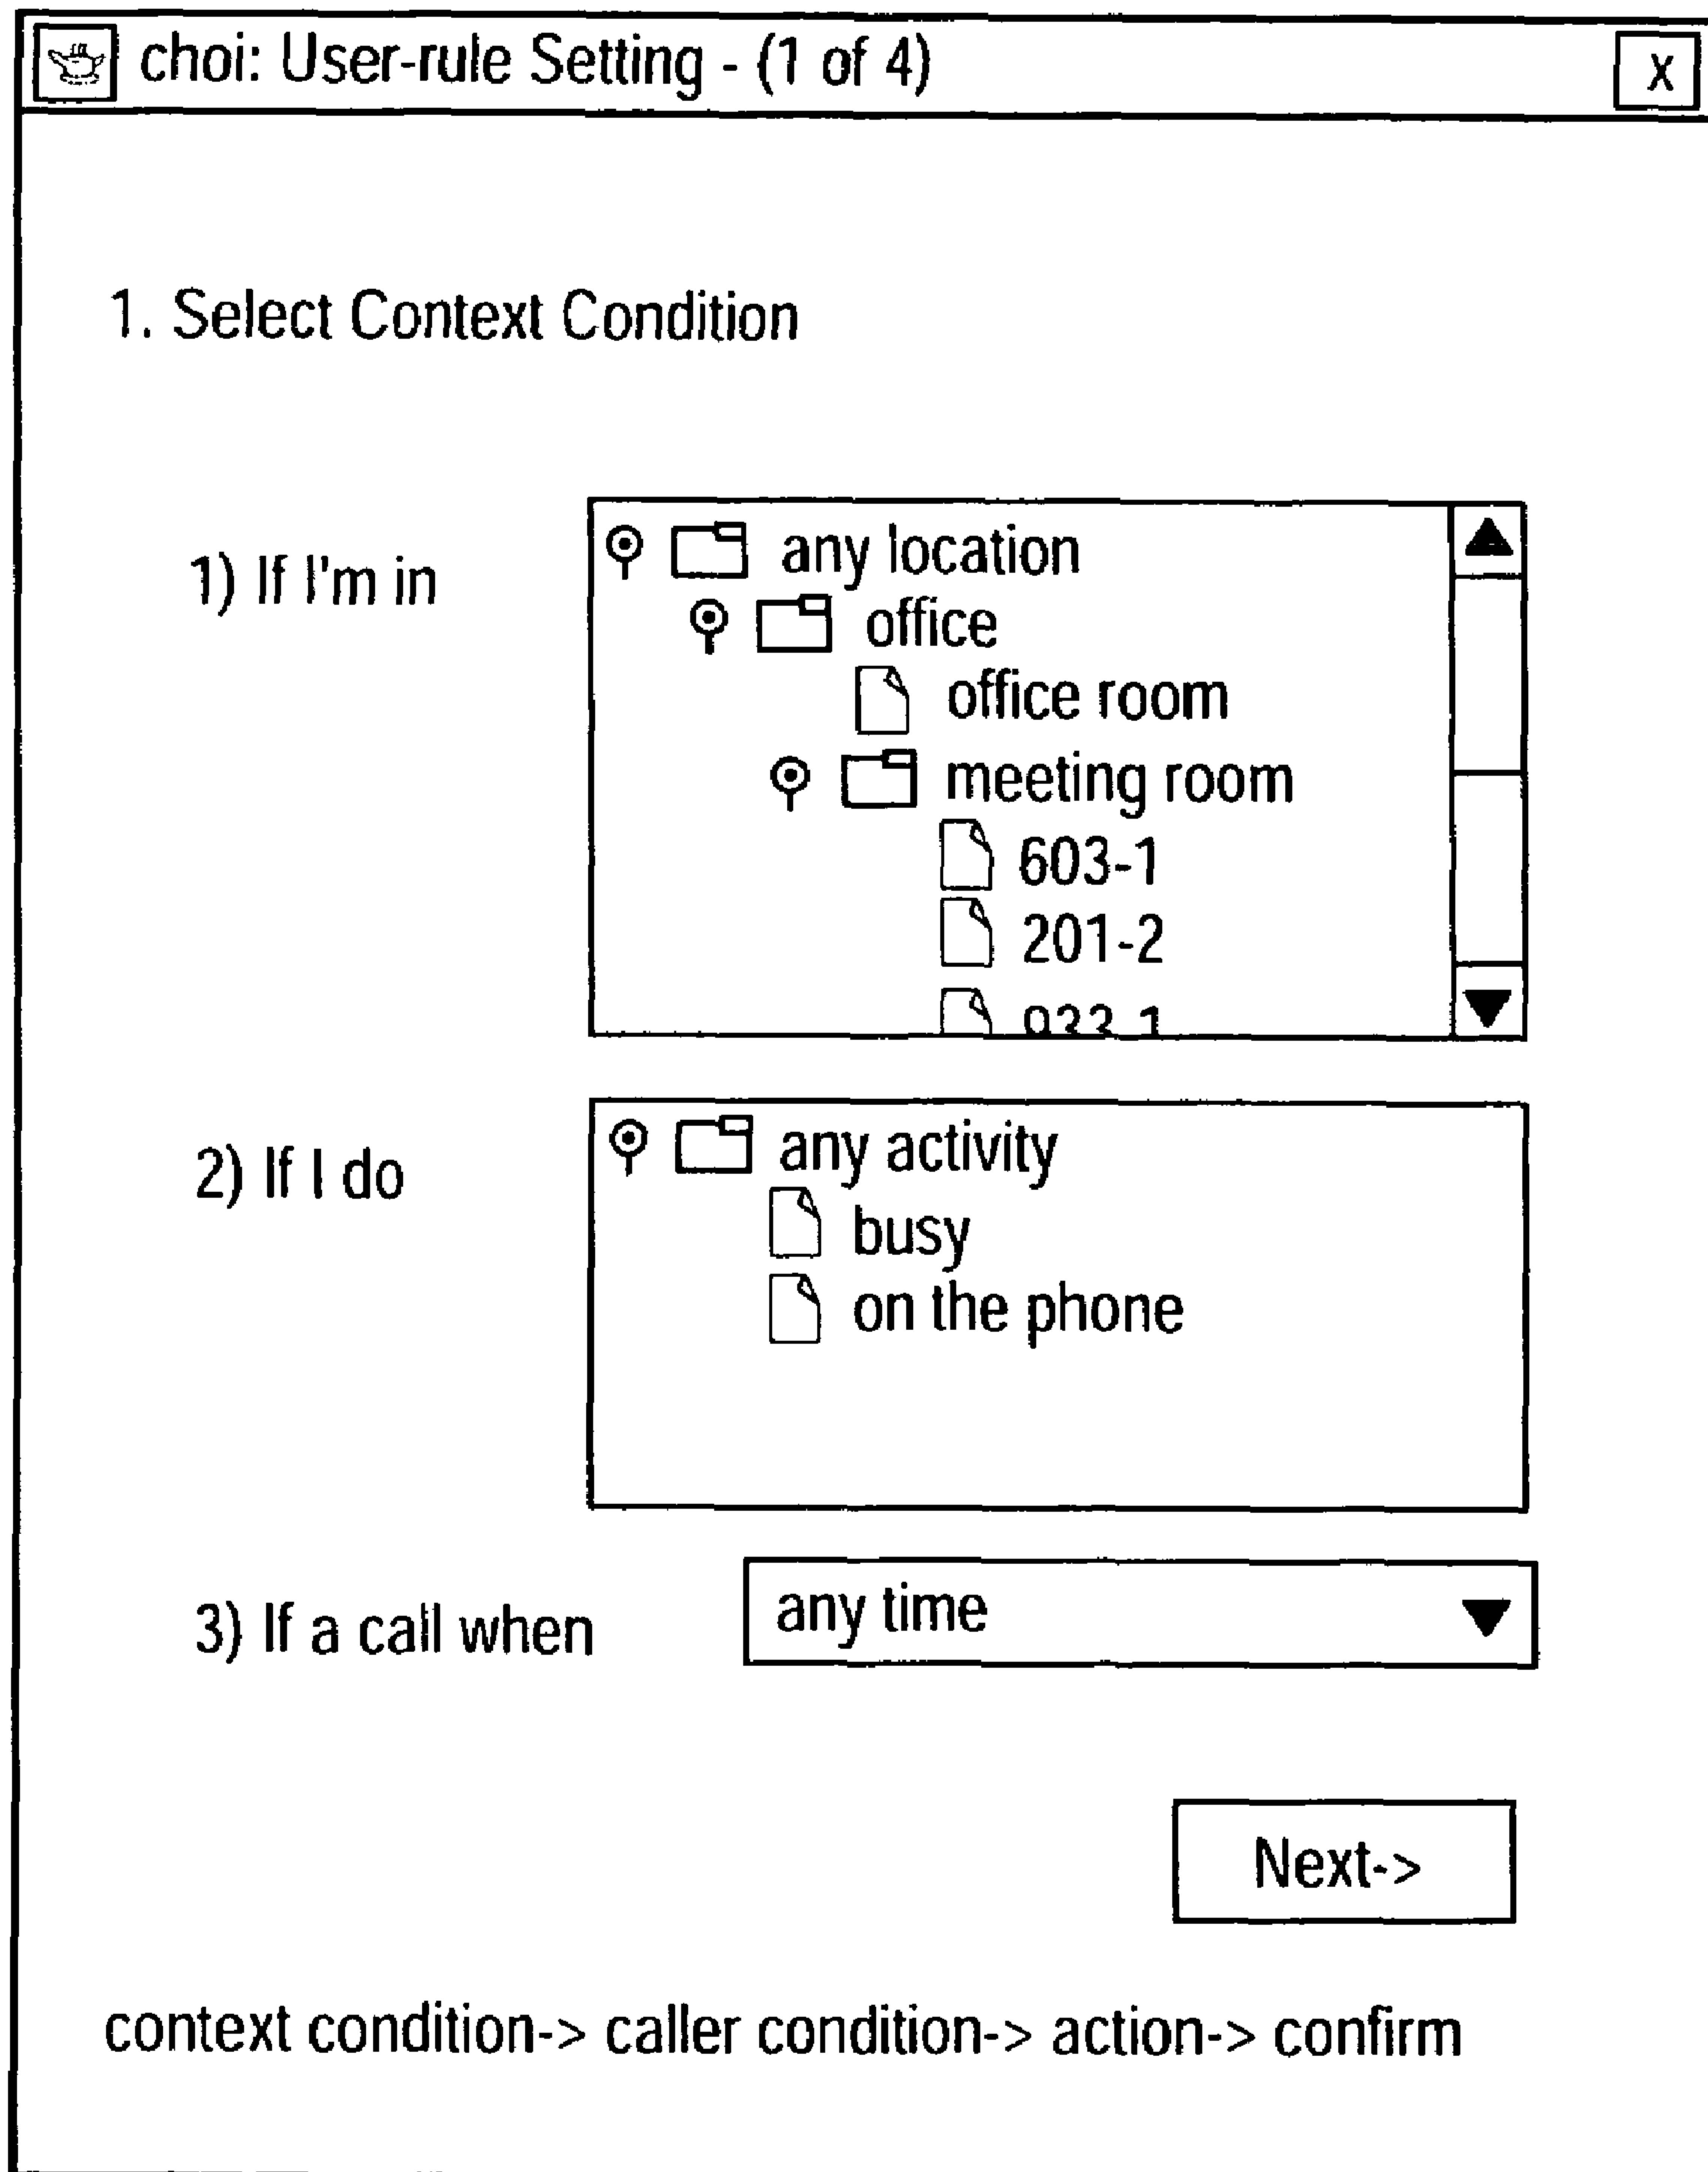 choi: User-rule Setting - (1 of 4)
X
1. Select Context Condition
1) If I'm in
any location
office
office room
meeting room
603-1
201-2
2) If I do
any activity
busy
on the phone
3) If a call when
any time
Next->
context condition-> caller condition-> action-> confirm